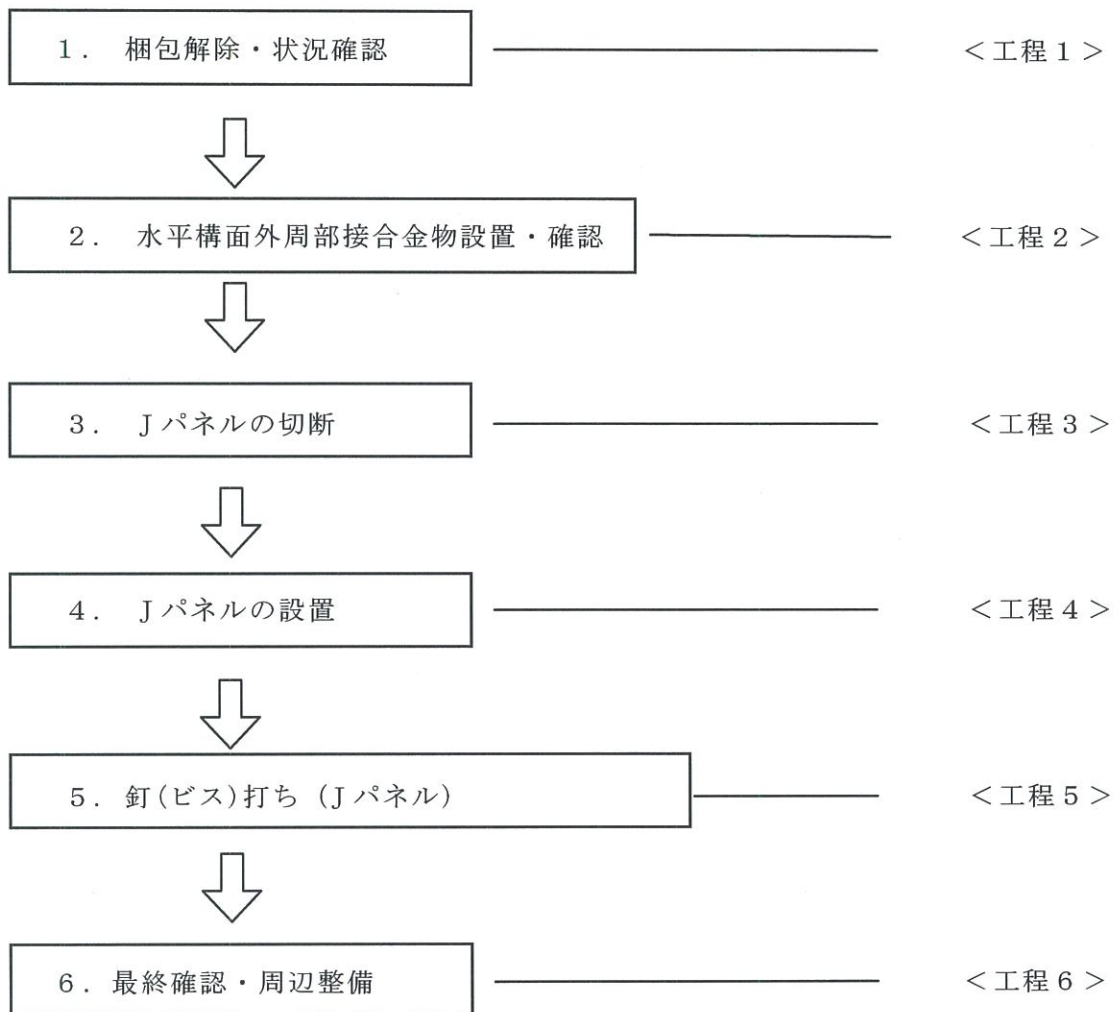 1． 梱包解除・状況確認 ＜工程1＞
2． 水平構面外周部接合金物設置・確認 ＜工程2＞
3． Jパネルの切断 ＜工程3＞
4． Jパネルの設置 ＜工程4＞
5．釘(ビス)打ち（Jパネル） ＜工程5＞
6．最終確認・周辺整備 ＜工程6＞